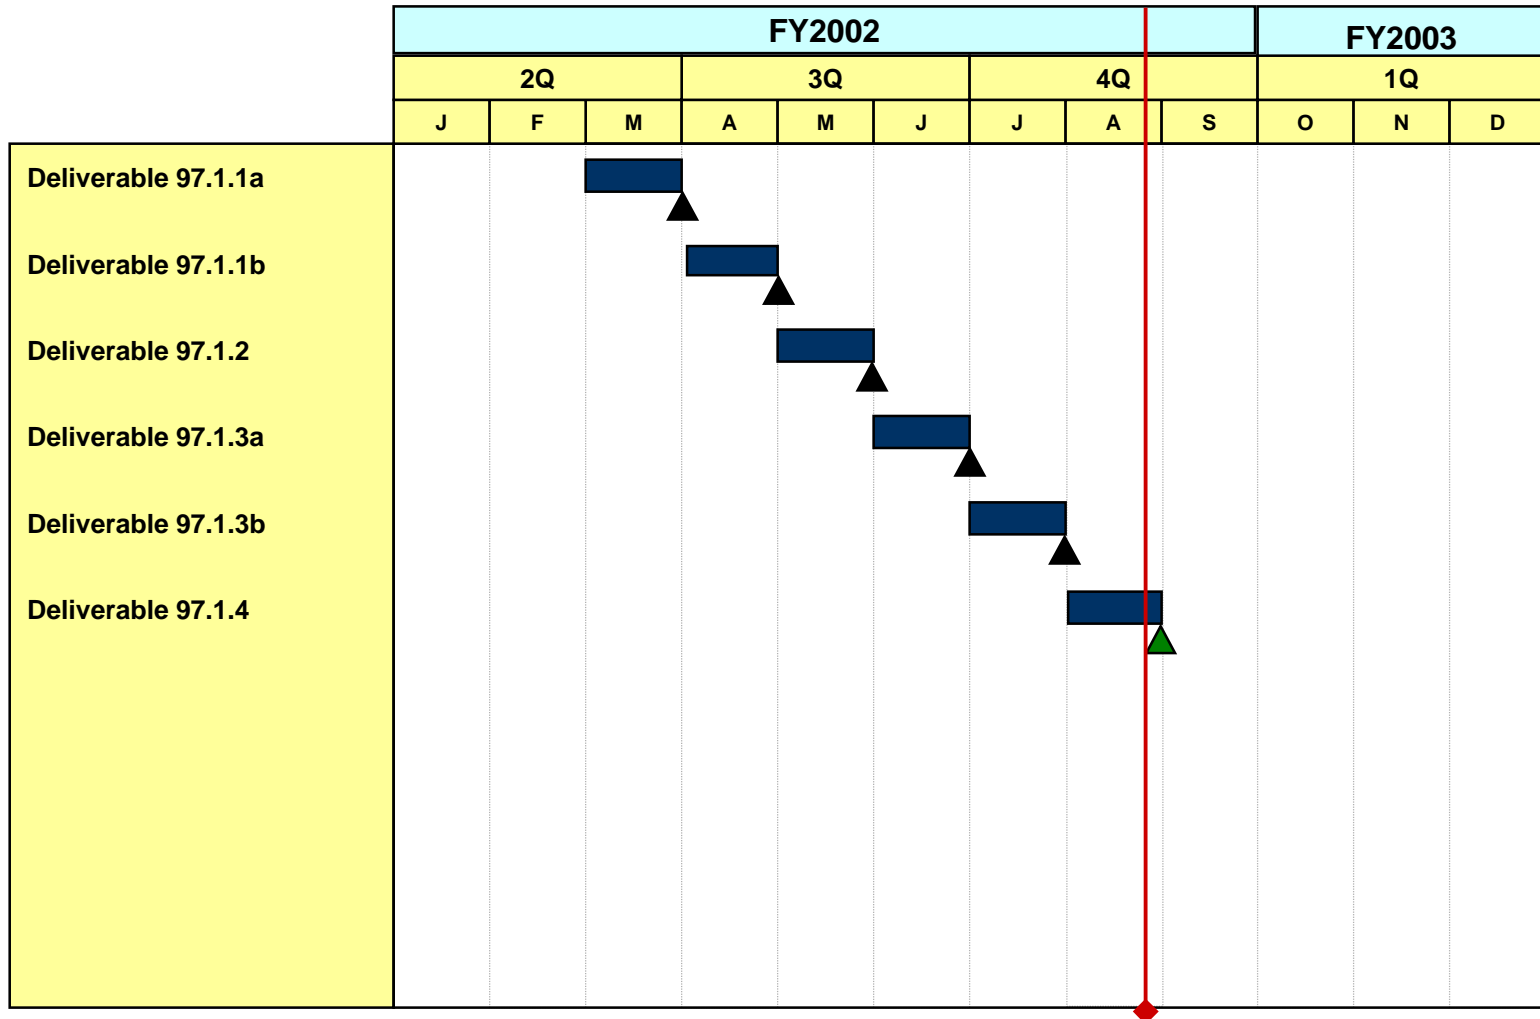 FY2002 FY2003
2Q 3Q 4Q 1Q
J F M A M J J A S O N D
Deliverable 97.1.1a
Deliverable 97.1.1b
Deliverable 97.1.2
Deliverable 97.1.3a
Deliverable 97.1.3b
Deliverable 97.1.4